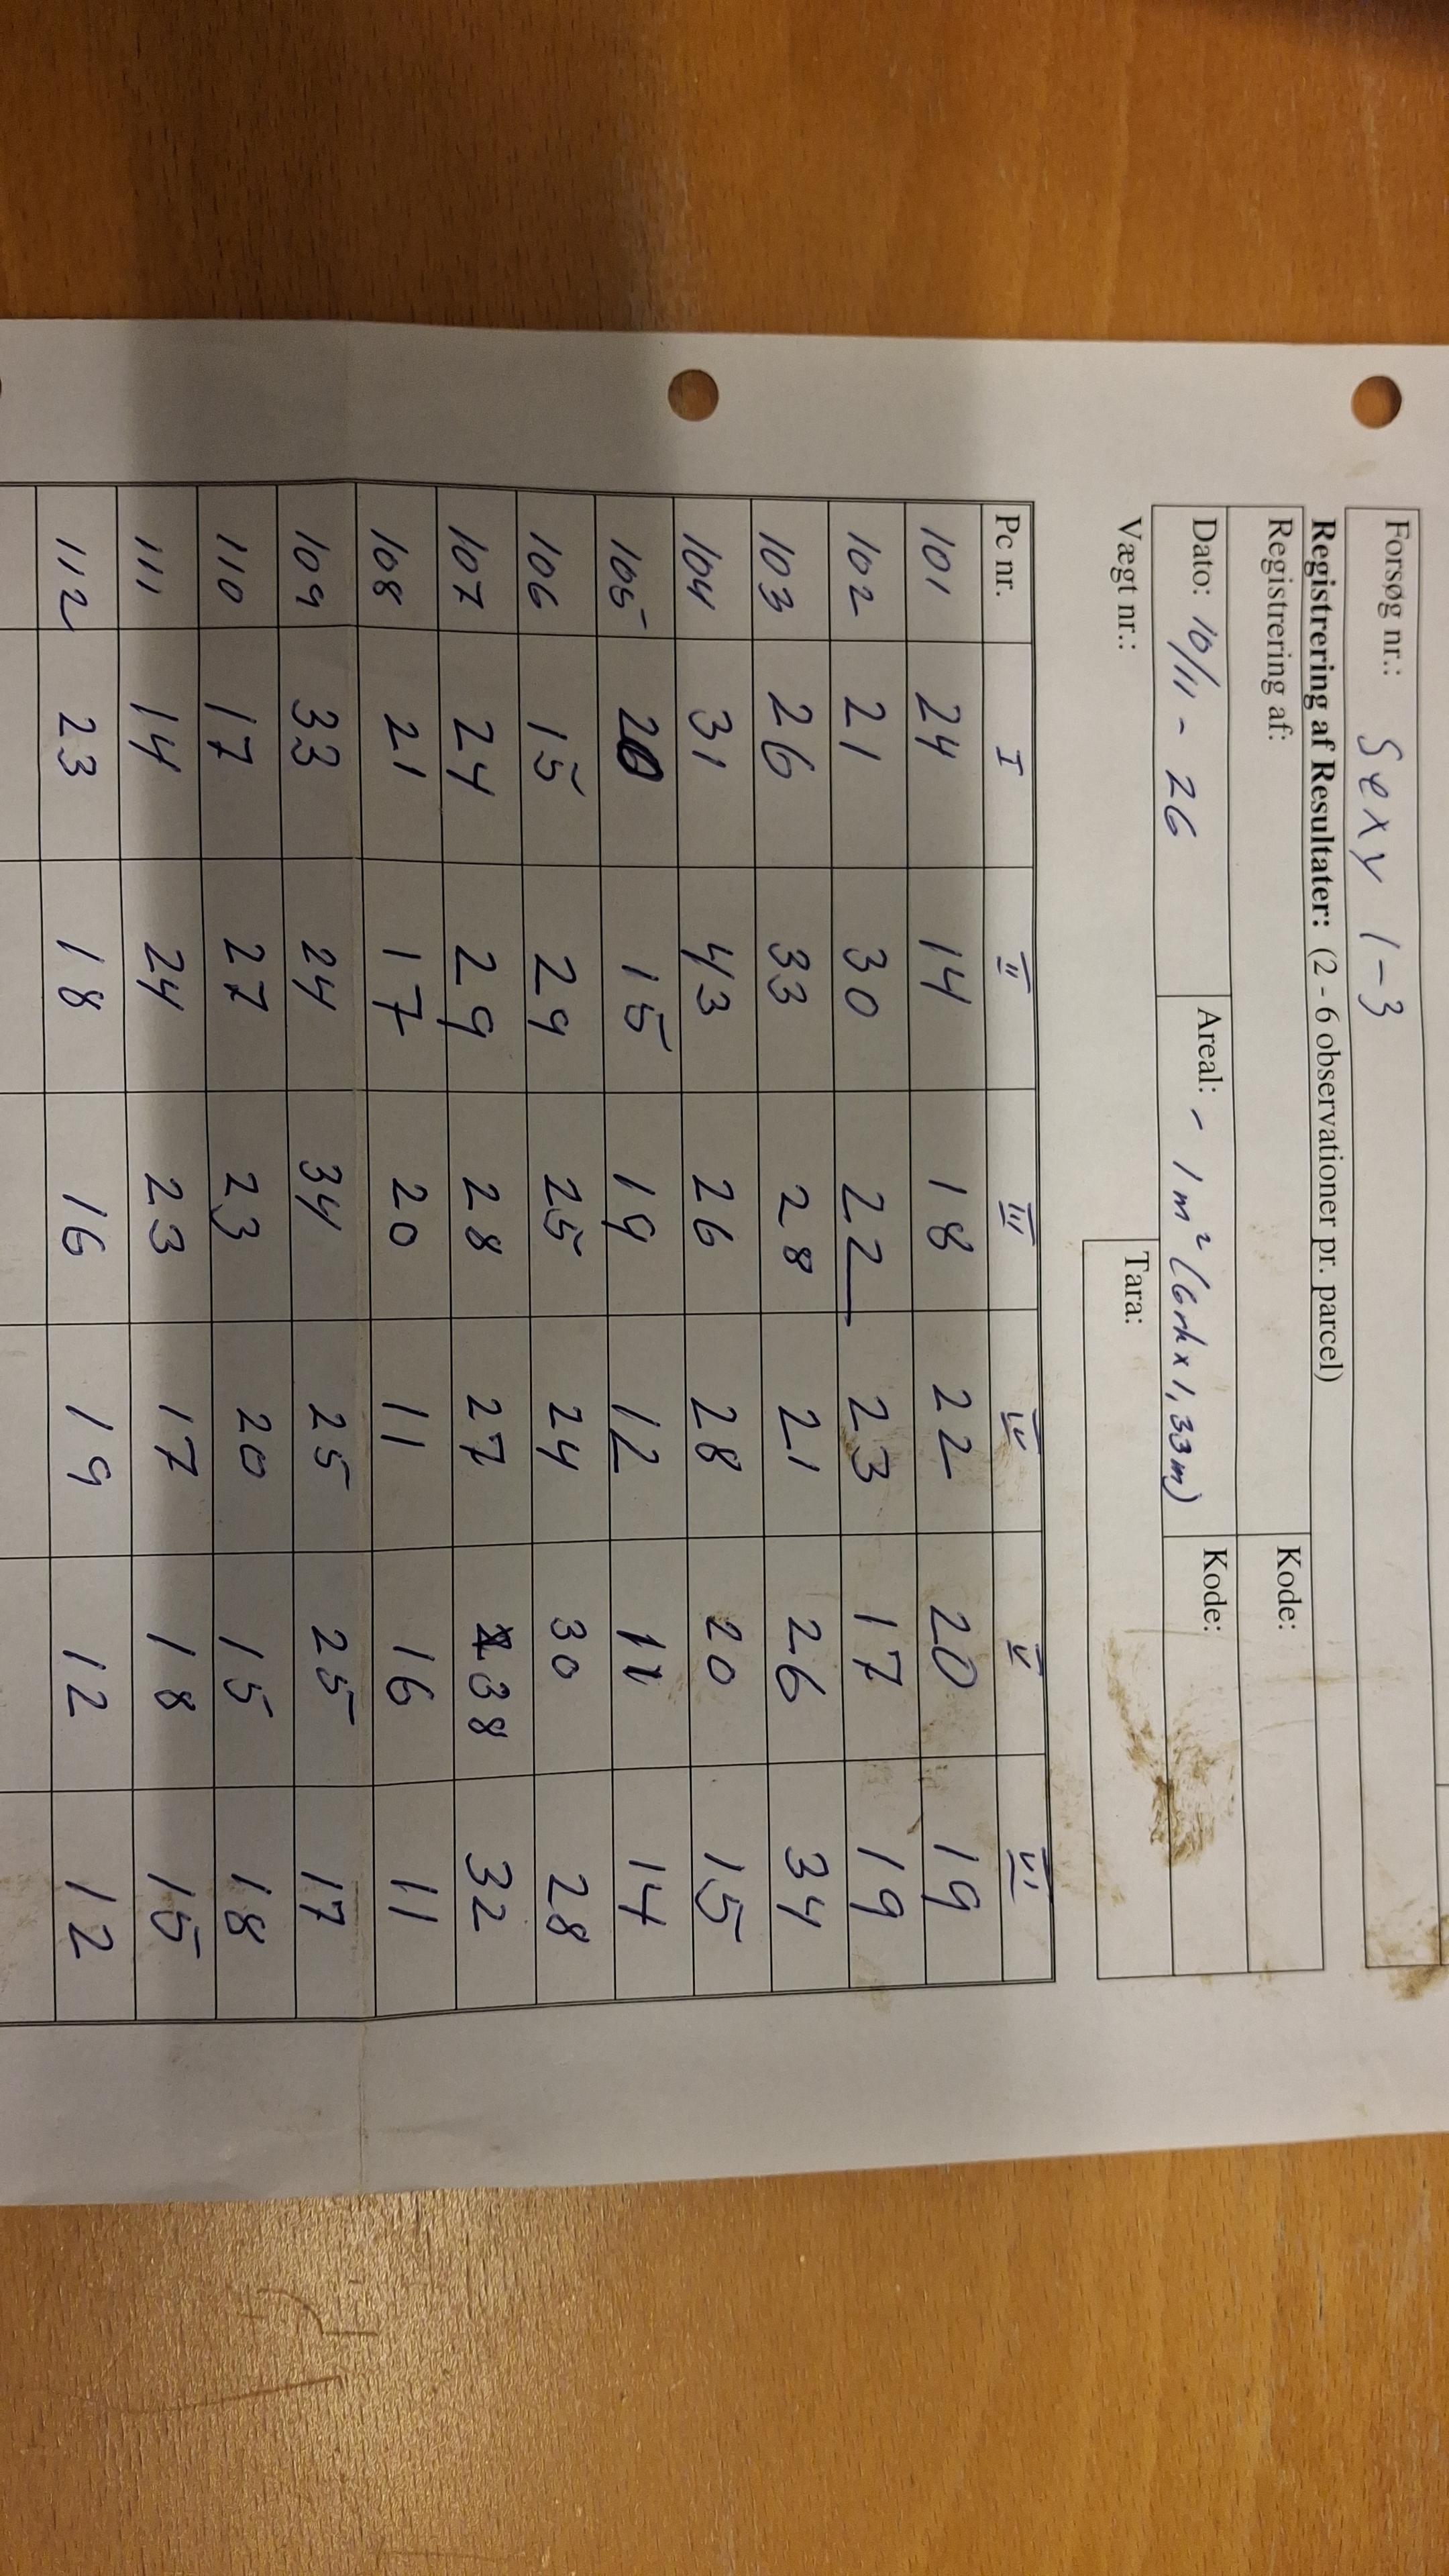 Forsøg nr.: Sexy 1-3
Registrering af Resultater: (2 - 6 observationer pr. parcel)
Registrering af: Kode:
Dato: 10/11 - 26 Areal: - 1 m² (6rk x 1,33m) Kode:
Vægt nr.: Tara:
Pc nr. I II III IV V VI
101 24 14 18 22 20 19
102 21 30 22 23 17 19
103 26 33 28 21 26 34
104 31 43 26 28 20 15
105 20 15 19 12 11 14
106 15 29 25 24 30 28
107 24 29 28 27 38 32
108 21 17 20 11 16 11
109 33 24 34 25 25 17
110 17 27 23 20 15 18
111 14 24 23 17 18 15
112 23 18 16 19 12 12